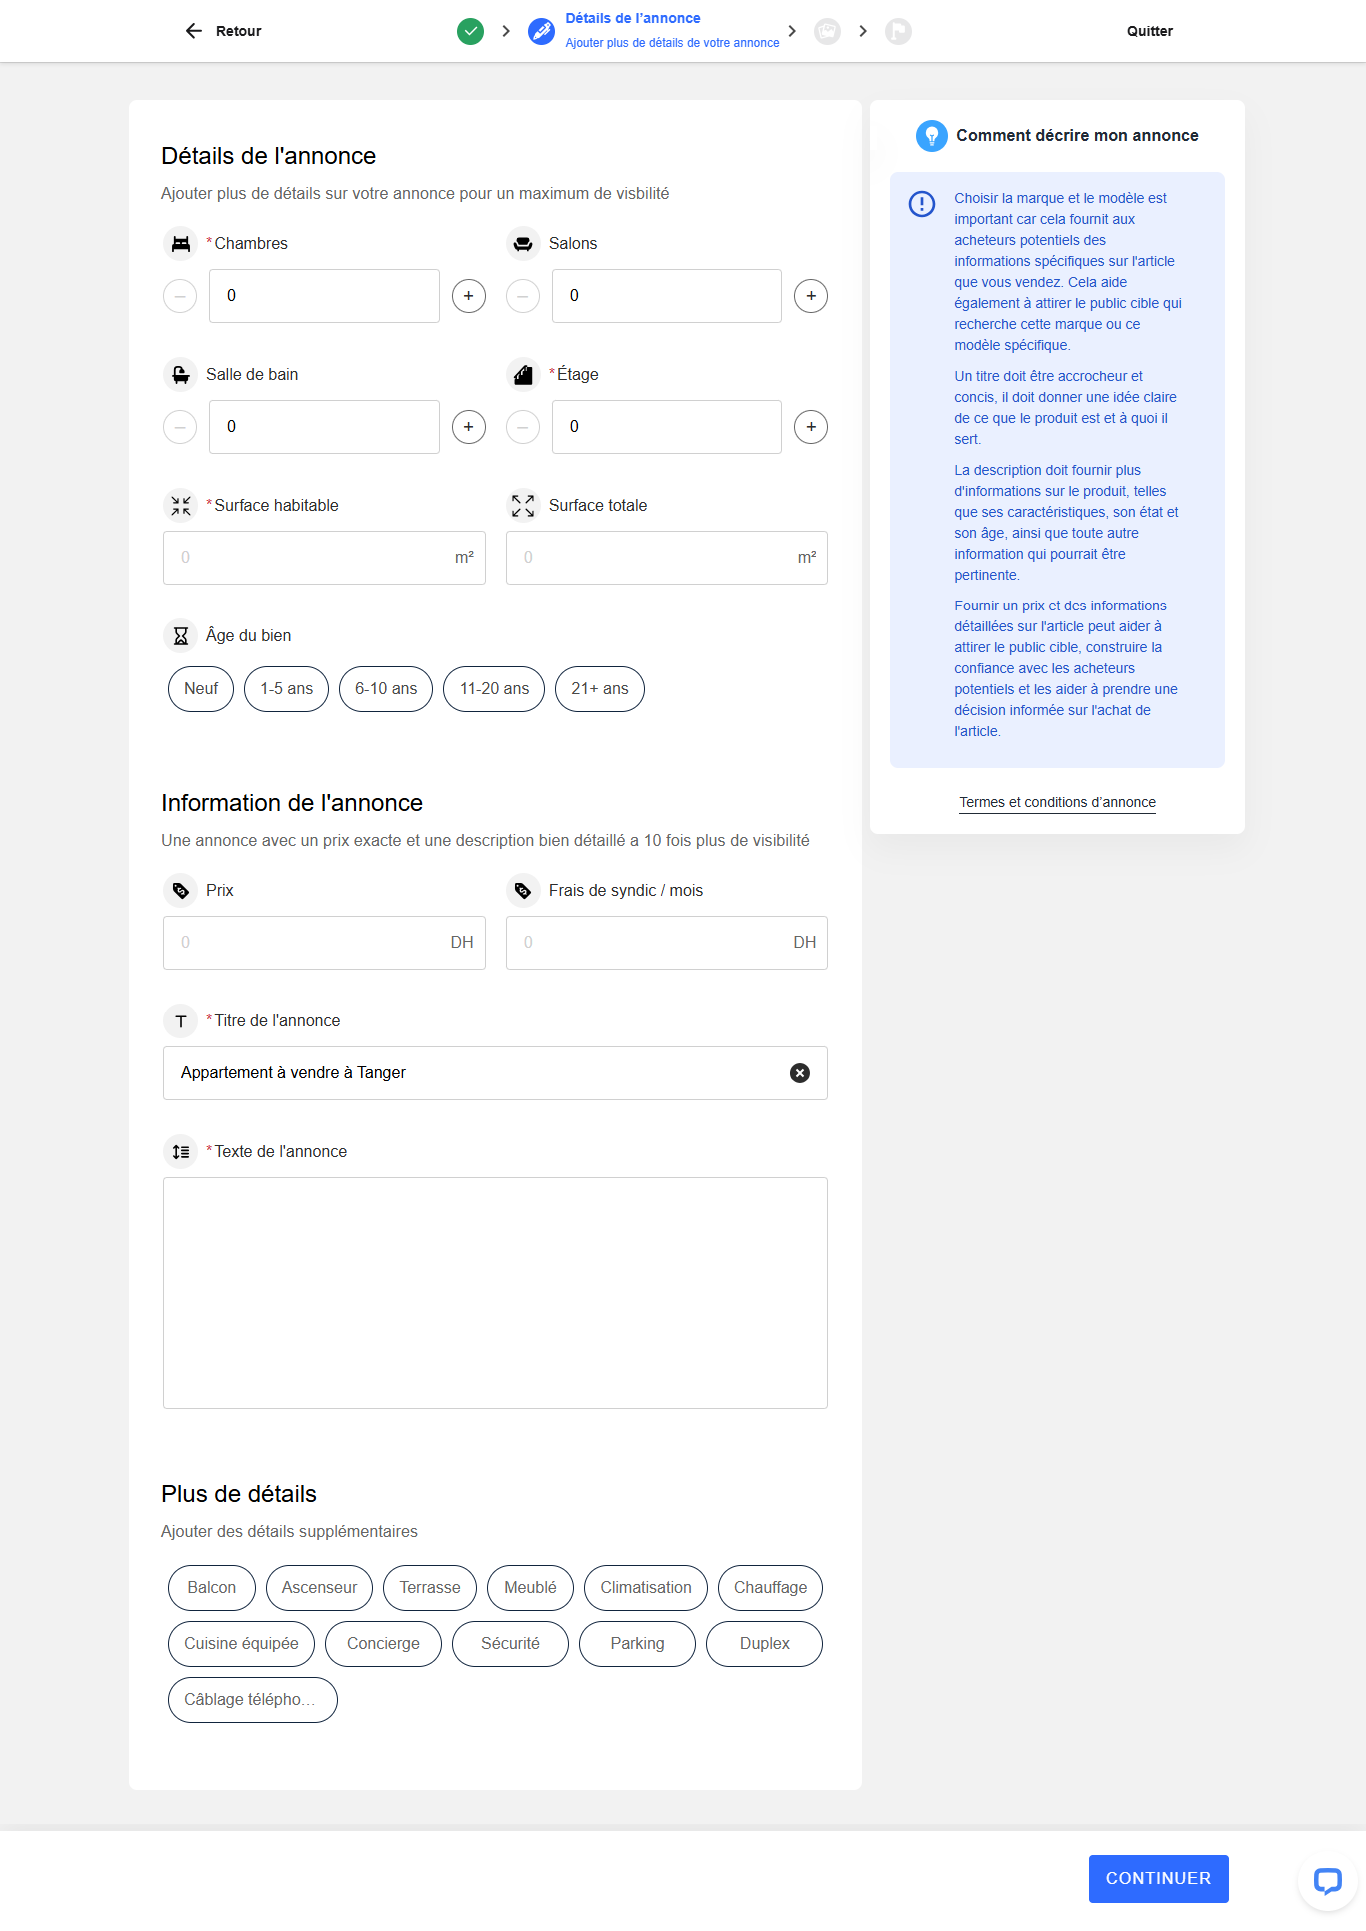 Retour
Détails de l'annonce
Ajouter plus de détails de votre annonce
Quitter
Détails de l'annonce
Ajouter plus de détails sur votre annonce pour un maximum de visbilité
*Chambres
Salons
0
0
Salle de bain
*Étage
0
0
*Surface habitable
Surface totale
0 m²
0 m²
Âge du bien
Neuf
1-5 ans
6-10 ans
11-20 ans
21+ ans
Information de l'annonce
Une annonce avec un prix exacte et une description bien détaillé a 10 fois plus de visibilité
Prix
Frais de syndic / mois
0 DH
0 DH
*Titre de l'annonce
Appartement à vendre à Tanger
*Texte de l'annonce
Plus de détails
Ajouter des détails supplémentaires
Balcon
Ascenseur
Terrasse
Meublé
Climatisation
Chauffage
Cuisine équipée
Concierge
Sécurité
Parking
Duplex
Câblage télépho...
Comment décrire mon annonce
Choisir la marque et le modèle est
important car cela fournit aux
acheteurs potentiels des
informations spécifiques sur l'article
que vous vendez. Cela aide
également à attirer le public cible qui
recherche cette marque ou ce
modèle spécifique.
Un titre doit être accrocheur et
concis, il doit donner une idée claire
de ce que le produit est et à quoi il
sert.
La description doit fournir plus
d'informations sur le produit, telles
que ses caractéristiques, son état et
son âge, ainsi que toute autre
information qui pourrait être
pertinente.
Fournir un prix et des informations
détaillées sur l'article peut aider à
attirer le public cible, construire la
confiance avec les acheteurs
potentiels et les aider à prendre une
décision informée sur l'achat de
l'article.
Termes et conditions d'annonce
CONTINUER